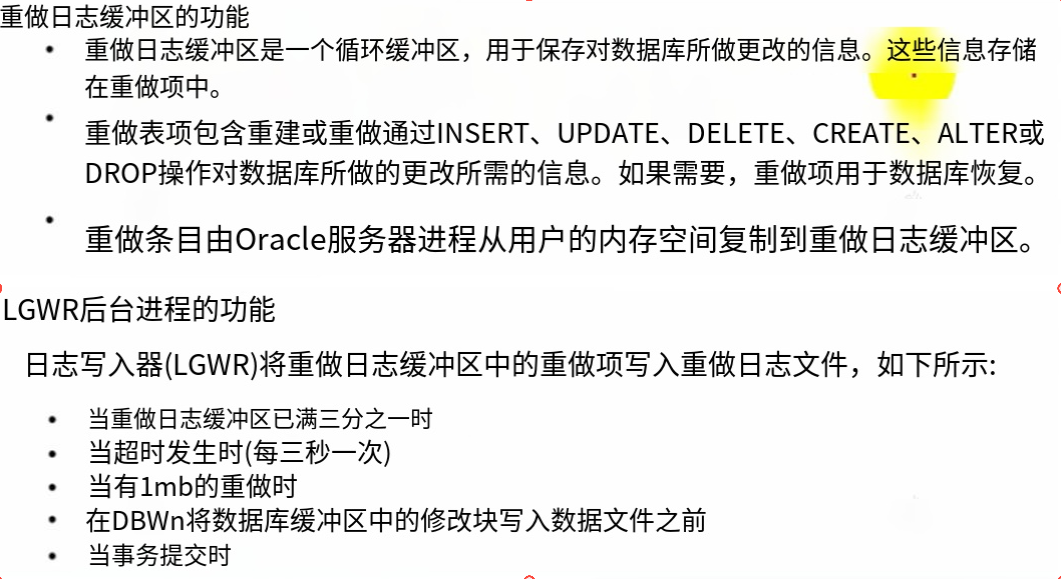 重做日志缓冲区的功能
• 重做日志缓冲区是一个循环缓冲区，用于保存对数据库所做更改的信息。这些信息存储
在重做项中。
• 重做表项包含重建或重做通过INSERT、UPDATE、DELETE、CREATE、ALTER或
DROP操作对数据库所做的更改所需的信息。如果需要，重做项用于数据库恢复。
• 重做条目由Oracle服务器进程从用户的内存空间复制到重做日志缓冲区。
LGWR后台进程的功能
日志写入器(LGWR)将重做日志缓冲区中的重做项写入重做日志文件，如下所示:
• 当重做日志缓冲区已满三分之一时
• 当超时发生时(每三秒一次)
• 当有1mb的重做时
• 在DBWn将数据库缓冲区中的修改块写入数据文件之前
• 当事务提交时